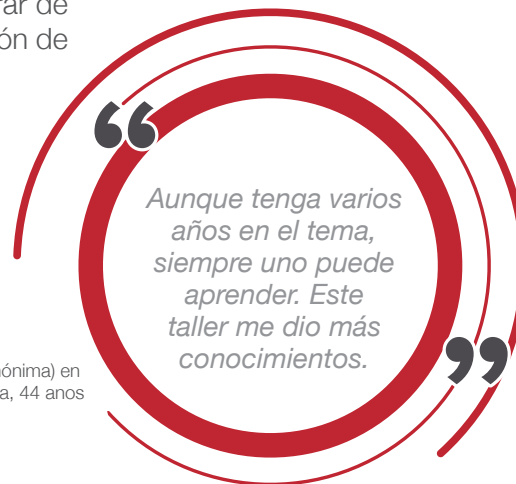 ar de
ón de
“
Aunque tenga varios
años en el tema,
siempre uno puede
aprender. Este
taller me dio más
conocimientos.
”
ónima) en
a, 44 anos